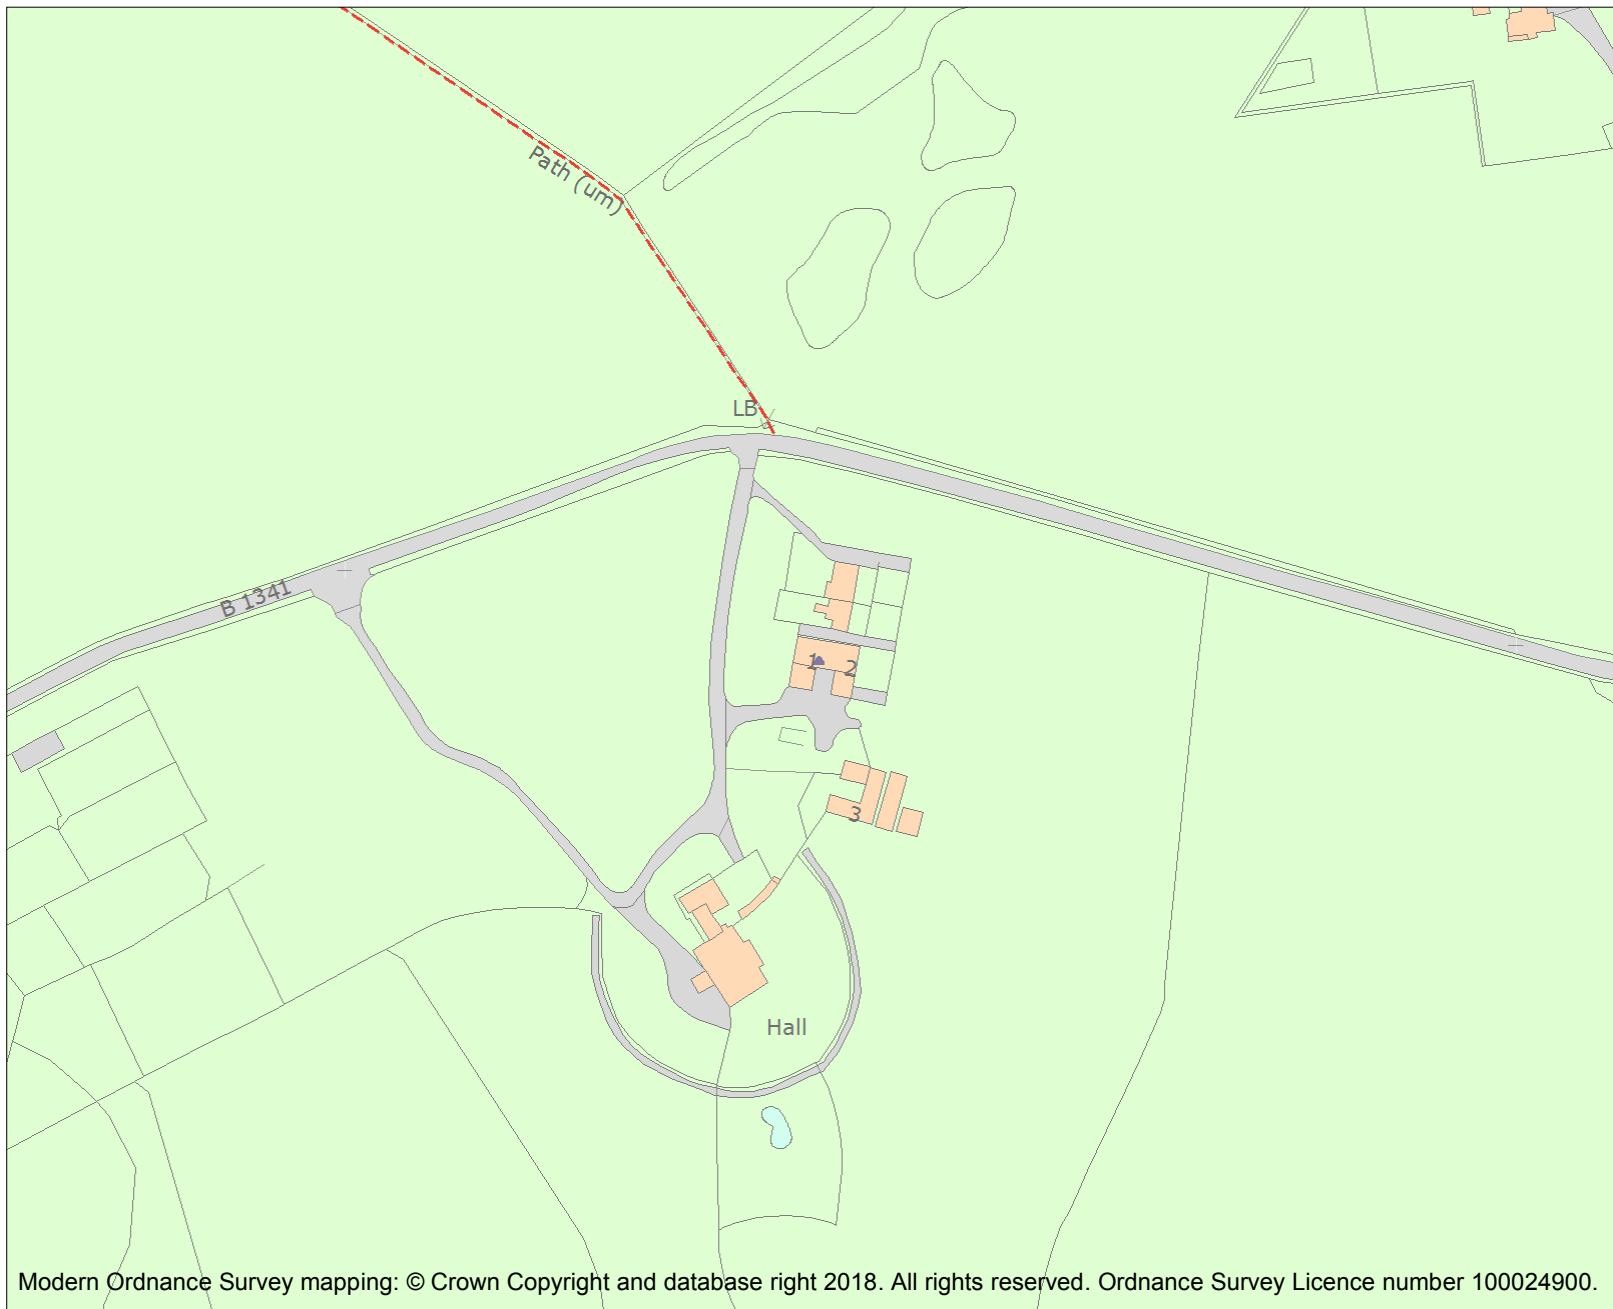 Path (um)
LB
B 1341
1
2
3
Hall
Modern Ordnance Survey mapping: © Crown Copyright and database right 2018. All rights reserved. Ordnance Survey Licence number 100024900.